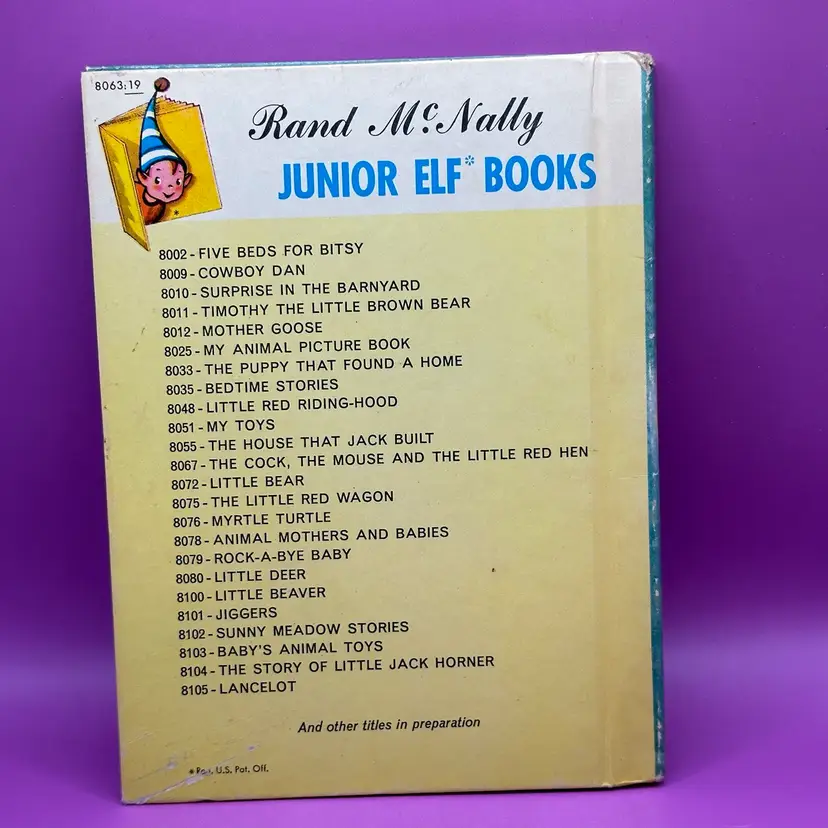 8063:19
Rand McNally
JUNIOR ELF* BOOKS
8002 - FIVE BEDS FOR BITSY
8009 - COWBOY DAN
8010 - SURPRISE IN THE BARNYARD
8011 - TIMOTHY THE LITTLE BROWN BEAR
8012 - MOTHER GOOSE
8025 - MY ANIMAL PICTURE BOOK
8033 - THE PUPPY THAT FOUND A HOME
8035 - BEDTIME STORIES
8048 - LITTLE RED RIDING-HOOD
8051 - MY TOYS
8055 - THE HOUSE THAT JACK BUILT
8067 - THE COCK, THE MOUSE AND THE LITTLE RED HEN
8072 - LITTLE BEAR
8075 - THE LITTLE RED WAGON
8076 - MYRTLE TURTLE
8078 - ANIMAL MOTHERS AND BABIES
8079 - ROCK-A-BYE BABY
8080 - LITTLE DEER
8100 - LITTLE BEAVER
8101 - JIGGERS
8102 - SUNNY MEADOW STORIES
8103 - BABY'S ANIMAL TOYS
8104 - THE STORY OF LITTLE JACK HORNER
8105 - LANCELOT
And other titles in preparation
U.S. Pat. Off.